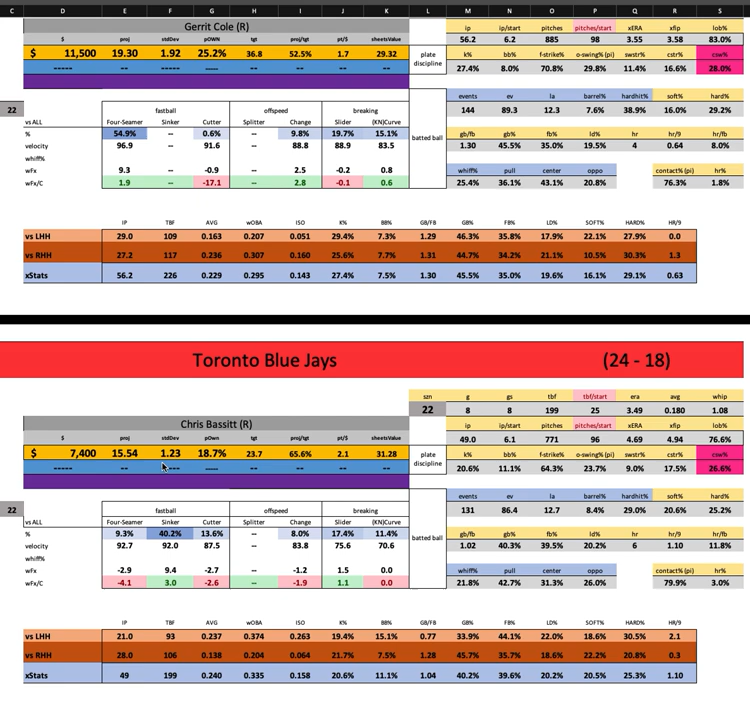 C D E F G H I J K L M N O P Q R S
Gerrit Cole (R) ip ip/start pitches pitches/start xERA xfip lob%
$ proj stdDev pOWN tgt proj/tgt pt/$ sheetsValue 56.2 6.2 885 98 3.55 3.58 83.0%
$ 11,500 19.30 1.92 25.2% 36.8 52.5% 1.7 29.32 plate discipline k% bb% f-strike% o-swing% (pi) swstr% cstr% csw%
----- -- ----- ---- -- -- -- -- 27.4% 8.0% 70.8% 29.8% 11.4% 16.6% 28.0%
events ev la barrel% hardhit% soft% hard%
22 fastball offspeed breaking batted ball 144 89.3 12.3 7.6% 38.9% 16.0% 29.2%
vs ALL Four-Seamer Sinker Cutter Splitter Change Slider (KN)Curve
% 54.9% -- 0.6% -- 9.8% 19.7% 15.1% gb/fb gb% fb% ld% hr hr/9 hr/fb
velocity 96.9 -- 91.6 -- 88.8 88.9 83.5 1.30 45.5% 35.0% 19.5% 4 0.64 8.0%
whiff%
wFx 9.3 -0.9 2.5 -0.2 0.8 whiff% pull center oppo contact% (pi) hr%
wFx/C 1.9 -- -17.1 -- 2.8 -0.1 0.6 25.4% 36.1% 43.1% 20.8% 76.3% 1.8%
IP TBF AVG wOBA ISO K% BB% GB/FB GB% FB% LD% SOFT% HARD% HR/9
vs LHH 29.0 109 0.163 0.207 0.051 29.4% 7.3% 1.29 46.3% 35.8% 17.9% 22.1% 27.9% 0.0
vs RHH 27.2 117 0.236 0.307 0.160 25.6% 7.7% 1.31 44.7% 34.2% 21.1% 10.5% 30.3% 1.3
xStats 56.2 226 0.229 0.295 0.143 27.4% 7.5% 1.30 45.5% 35.0% 19.6% 16.1% 29.1% 0.63
Toronto Blue Jays (24 - 18)
szn g gs tbf tbf/start era avg whip
22 8 8 199 25 3.49 0.180 1.08
Chris Bassitt (R) ip ip/start pitches pitches/start xERA xfip lob%
$ proj stdDev pOwn tgt proj/tgt pt/$ sheetsValue 49.0 6.1 771 96 4.69 4.94 76.6%
$ 7,400 15.54 1.23 18.7% 23.7 65.6% 2.1 31.28 plate discipline k% bb% f-strike% o-swing% (pi) swstr% cstr% csw%
----- -- ---- ---- -- -- -- -- 20.6% 11.1% 64.3% 23.7% 9.0% 17.5% 26.6%
events ev la barrel% hardhit% soft% hard%
22 fastball offspeed breaking batted ball 131 86.4 12.7 8.4% 29.0% 20.6% 25.2%
vs ALL Four-Seamer Sinker Cutter Splitter Change Slider (KN)Curve
% 9.3% 40.2% 13.6% -- 8.0% 17.4% 11.4% gb/fb gb% fb% ld% hr hr/9 hr/fb
velocity 92.7 92.0 87.5 83.8 75.6 70.6 1.02 40.3% 39.5% 20.2% 6 1.10 11.8%
whiff%
wFx -2.9 9.4 -2.7 -1.2 1.5 0.0 whiff% pull center oppo contact% (pi) hr%
wFx/C -4.1 3.0 -2.6 -- -1.9 1.1 0.0 21.8% 42.7% 31.3% 26.0% 79.9% 3.0%
IP TBF AVG wOBA ISO K% BB% GB/FB GB% FB% LD% SOFT% HARD% HR/9
vs LHH 21.0 93 0.237 0.374 0.263 19.4% 15.1% 0.77 33.9% 44.1% 22.0% 18.6% 30.5% 2.1
vs RHH 28.0 106 0.138 0.204 0.064 21.7% 7.5% 1.28 45.7% 35.7% 18.6% 22.2% 20.8% 0.3
xStats 49 199 0.240 0.335 0.158 20.6% 11.1% 1.04 40.2% 39.6% 20.2% 20.5% 25.3% 1.10